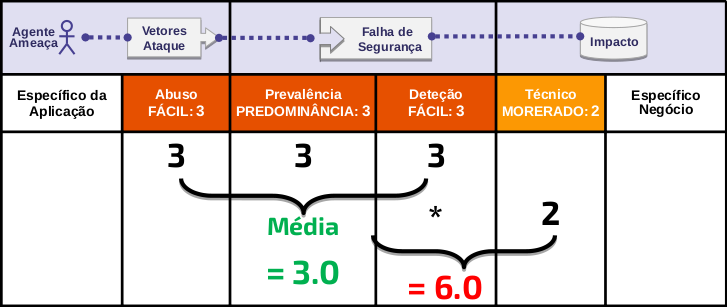 Agente
Ameaça
Vetores
Ataque
Falha de
Segurança
Impacto
Específico da
Aplicação
Abuso
FÁCIL: 3
Prevalência
PREDOMINÂNCIA: 3
Deteção
FÁCIL: 3
Técnico
MORERADO: 2
Específico
Negócio
3 3 3
* 2
Média
= 3.0
= 6.0